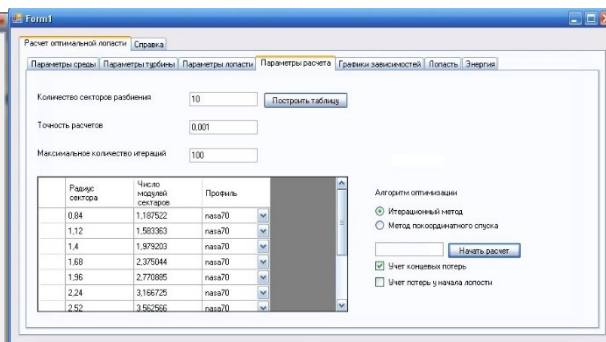 Form1
Расчет оптимальной лопасти Справка
Параметры среды Параметры турбины Параметры лопасти Параметры расчета Графики зависимостей Лопасть Энергия
Количество секторов разбиения 10 Построить таблицу
Точность расчетов 0.001
Максимальное количество итераций 100
Радиус сектора Число модулей сектаров Профиль
0,84 1,187522 nasa70
1,12 1,583363 nasa70
1,4 1,979203 nasa70
1,68 2,375044 nasa70
1,96 2,770885 nasa70
2,24 3,166725 nasa70
2,52 3,562566 nasa70
Алгоритм оптимизации
Итерационный метод
Метод покоординатного спуска
Начать расчет
Учет концевых потерь
Учет потерь у начала лопости